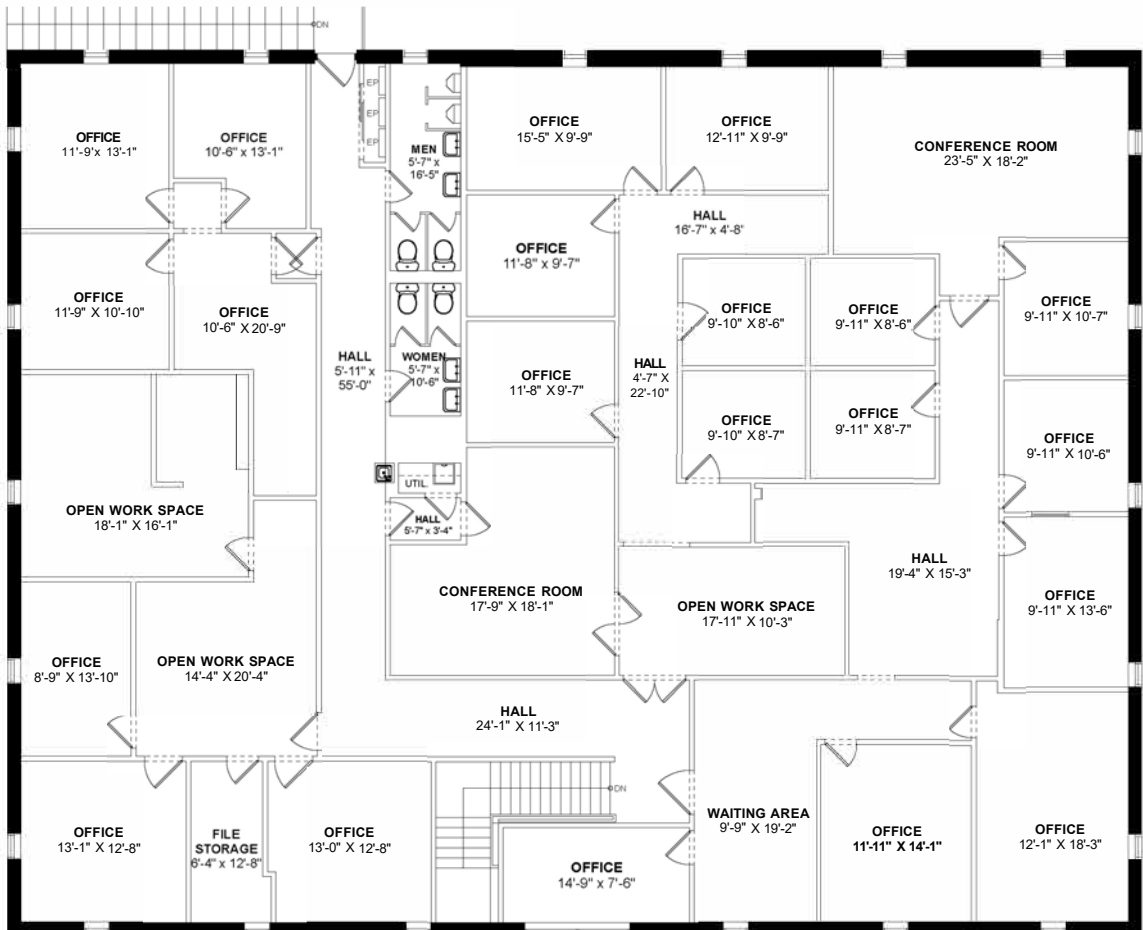 DN
EP
EP
EP
OFFICE
11'-9'x 13'-1"
OFFICE
10'-6" x 13'-1"
MEN
5'-7" x
16'-5"
OFFICE
15'-5" X 9'-9"
OFFICE
12'-11" X 9'-9"
CONFERENCE ROOM
23'-5" X 18'-2"
HALL
16'-7" x 4'-8"
OFFICE
11'-8" x 9'-7"
OFFICE
11'-9" X 10'-10"
OFFICE
10'-6" X 20'-9"
OFFICE
9'-10" X 8'-6"
OFFICE
9'-11" X 8'-6"
OFFICE
9'-11" X 10'-7"
HALL
5'-11" x
55'-0"
WOMEN
5'-7" x
10'-6"
OFFICE
11'-8" X 9'-7"
HALL
4'-7" X
22'-10"
OFFICE
9'-10" X 8'-7"
OFFICE
9'-11" X 8'-7"
OFFICE
9'-11" X 10'-6"
OPEN WORK SPACE
18'-1" X 16'-1"
UTIL.
HALL
5'-7" x 3'-4"
HALL
19'-4" X 15'-3"
CONFERENCE ROOM
17'-9" X 18'-1"
OPEN WORK SPACE
17'-11" X 10'-3"
OFFICE
9'-11" X 13'-6"
OFFICE
8'-9" X 13'-10"
OPEN WORK SPACE
14'-4" X 20'-4"
HALL
24'-1" X 11'-3"
DN
OFFICE
13'-1" X 12'-8"
FILE
STORAGE
6'-4" x 12'-8"
OFFICE
13'-0" X 12'-8"
OFFICE
14'-9" x 7'-6"
WAITING AREA
9'-9" X 19'-2"
OFFICE
11'-11" X 14'-1"
OFFICE
12'-1" X 18'-3"